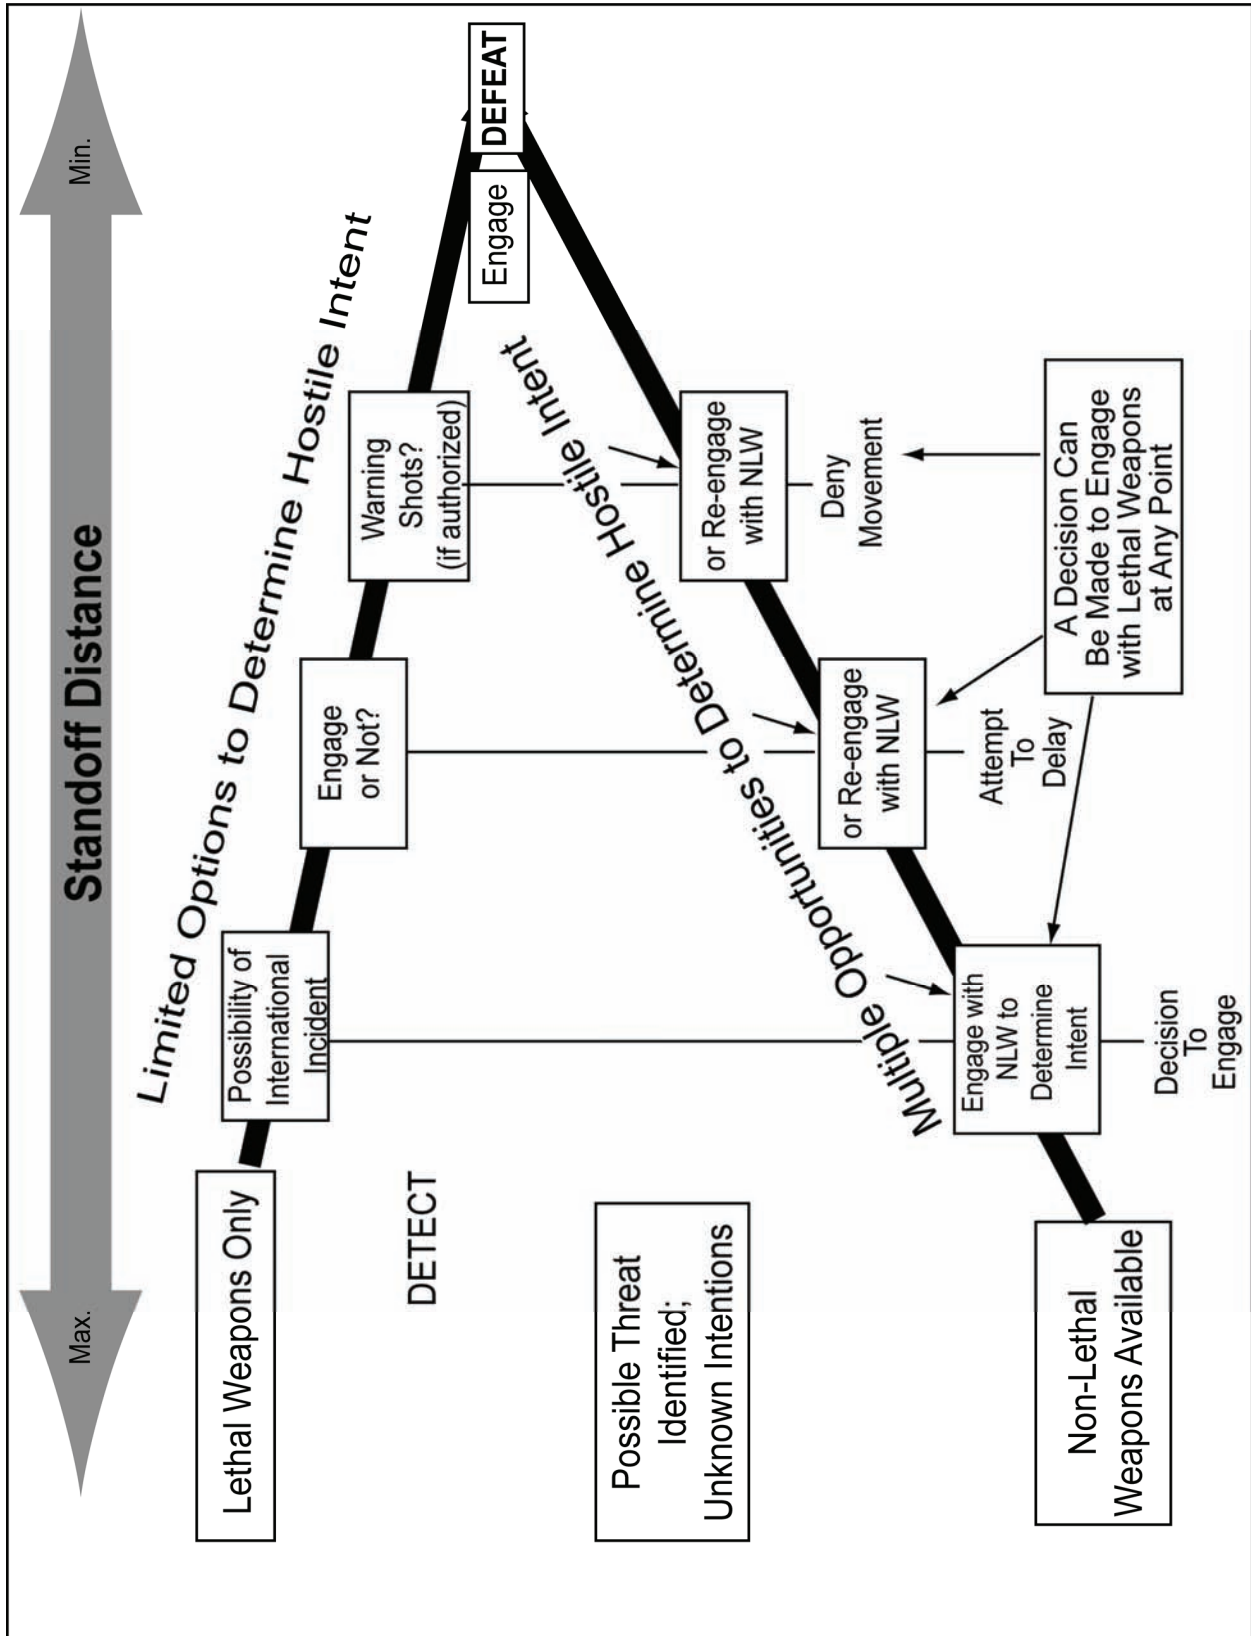 Standoff Distance
Max.
Min.
Limited Options to Determine Hostile Intent
Lethal Weapons Only
Possibility of
International
Incident
Engage
or Not?
Warning
Shots?
(if authorized)
Engage
DEFEAT
DETECT
Possible Threat
Identified;
Unknown Intentions
Multiple Opportunities to Determine Hostile Intent
Non-Lethal
Weapons Available
Engage with
NLW to
Determine
Intent
or Re-engage
with NLW
or Re-engage
with NLW
Decision
To
Engage
Attempt
To
Delay
Deny
Movement
A Decision Can
Be Made to Engage
with Lethal Weapons
at Any Point